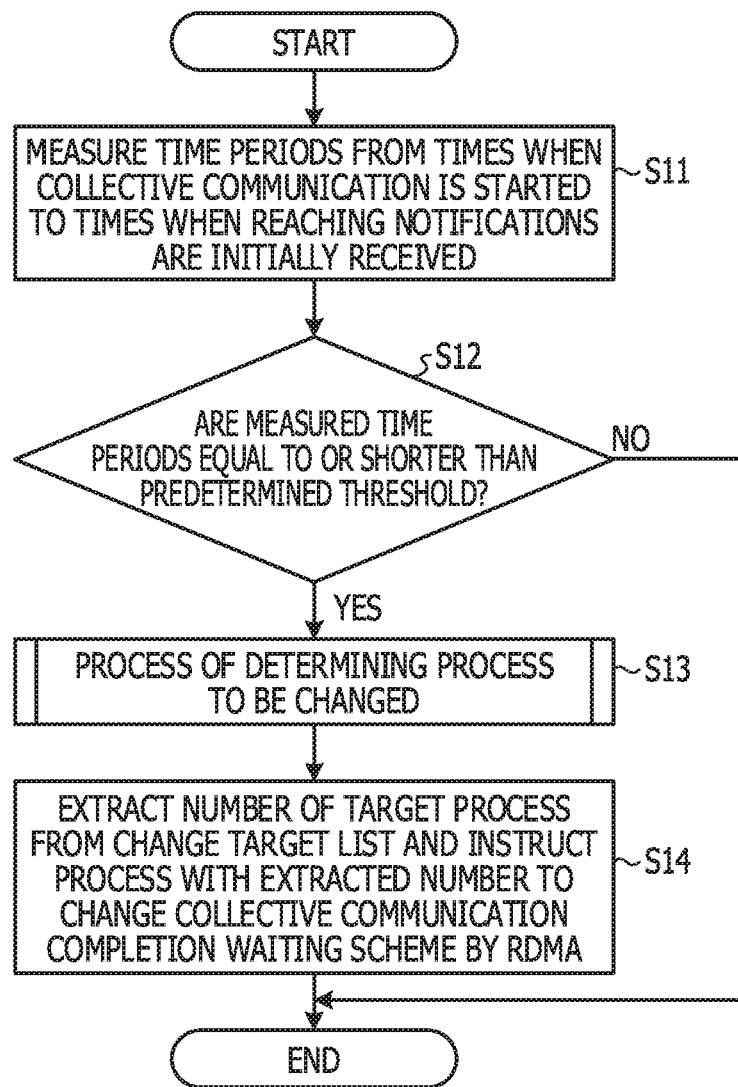 START
MEASURE TIME PERIODS FROM TIMES WHEN
COLLECTIVE COMMUNICATION IS STARTED
TO TIMES WHEN REACHING NOTIFICATIONS
ARE INITIALLY RECEIVED
S11
S12
ARE MEASURED TIME
PERIODS EQUAL TO OR SHORTER THAN
PREDETERMINED THRESHOLD?
NO
YES
PROCESS OF DETERMINING PROCESS
TO BE CHANGED
S13
EXTRACT NUMBER OF TARGET PROCESS
FROM CHANGE TARGET LIST AND INSTRUCT
PROCESS WITH EXTRACTED NUMBER TO
CHANGE COLLECTIVE COMMUNICATION
COMPLETION WAITING SCHEME BY RDMA
S14
END